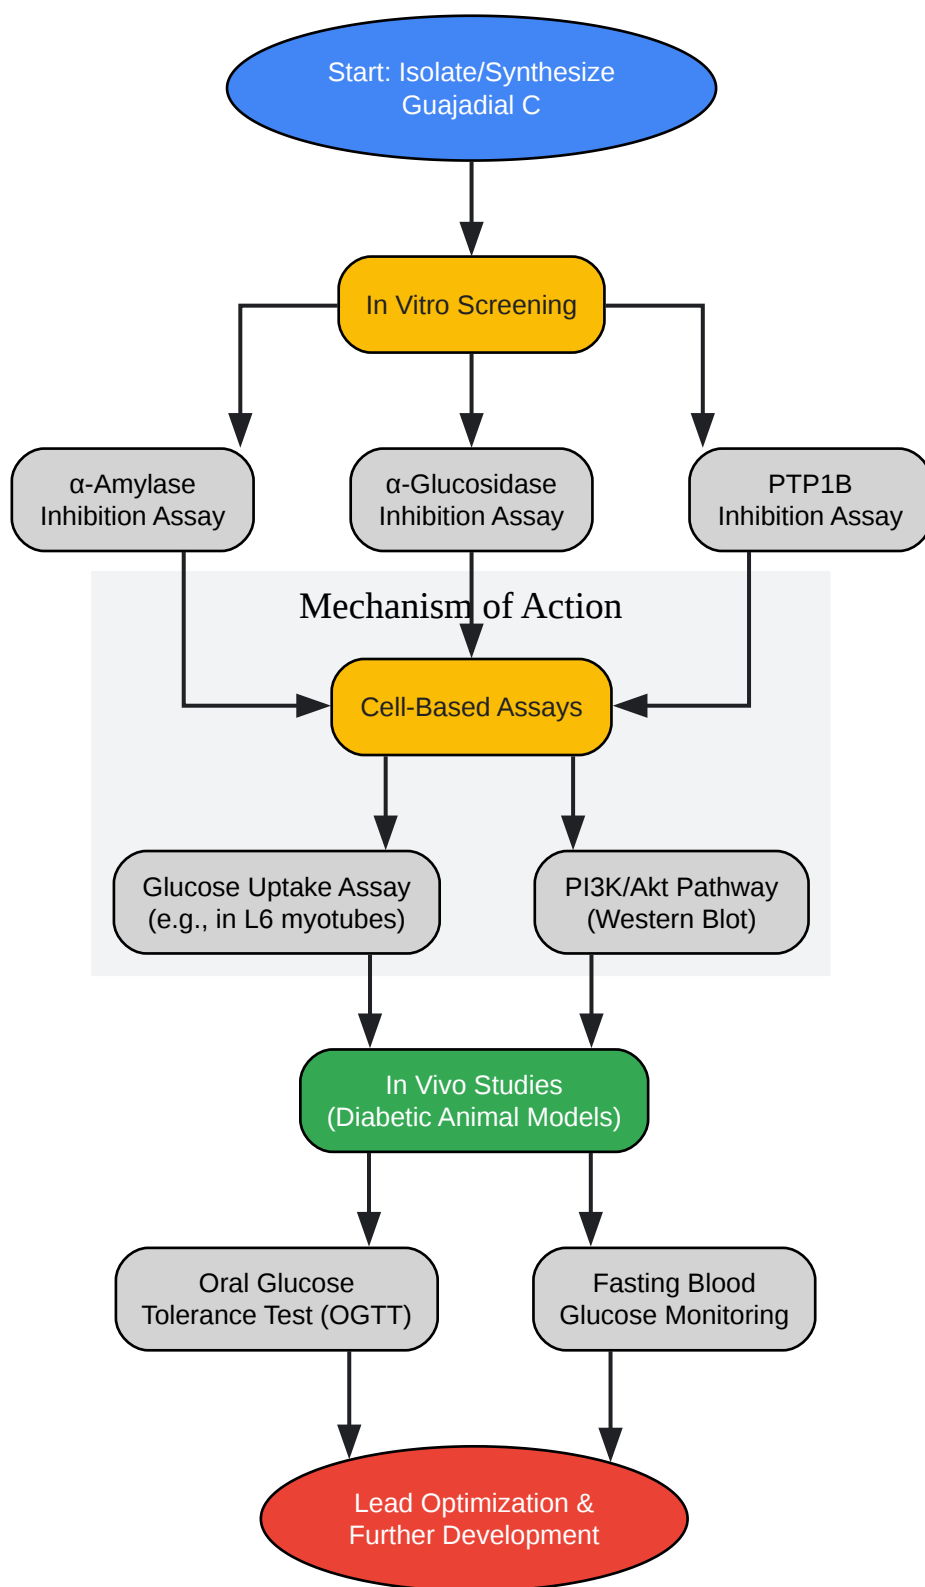 Start: Isolate/Synthesize
Guajadial C
In Vitro Screening
α-Amylase
Inhibition Assay
α-Glucosidase
Inhibition Assay
PTP1B
Inhibition Assay
Mechanism of Action
Cell-Based Assays
Glucose Uptake Assay
(e.g., in L6 myotubes)
PI3K/Akt Pathway
(Western Blot)
In Vivo Studies
(Diabetic Animal Models)
Oral Glucose
Tolerance Test (OGTT)
Fasting Blood
Glucose Monitoring
Lead Optimization &
Further Development